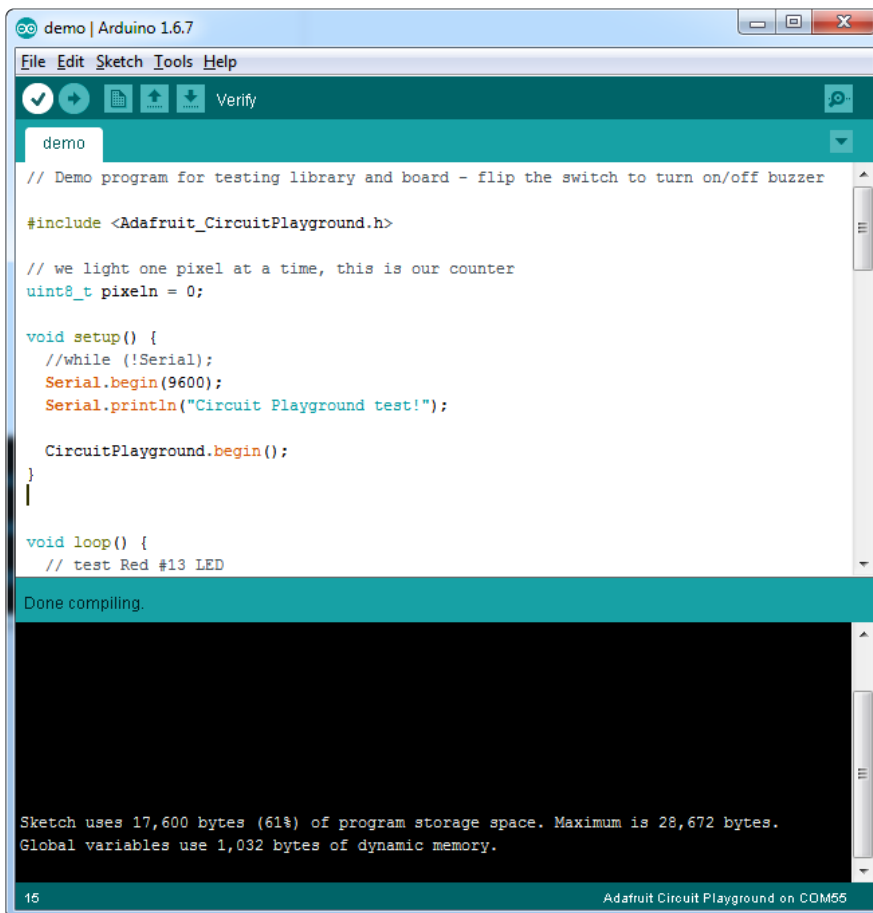 demo | Arduino 1.6.7
File Edit Sketch Tools Help
Verify
demo
// Demo program for testing library and board - flip the switch to turn on/off buzzer
#include <Adafruit_CircuitPlayground.h>
// we light one pixel at a time, this is our counter
uint8_t pixeln = 0;
void setup() {
  //while (!Serial);
  Serial.begin(9600);
  Serial.println("Circuit Playground test!");
  CircuitPlayground.begin();
}
void loop() {
  // test Red #13 LED
Done compiling.
Sketch uses 17,600 bytes (61%) of program storage space. Maximum is 28,672 bytes.
Global variables use 1,032 bytes of dynamic memory.
15 Adafruit Circuit Playground on COM55